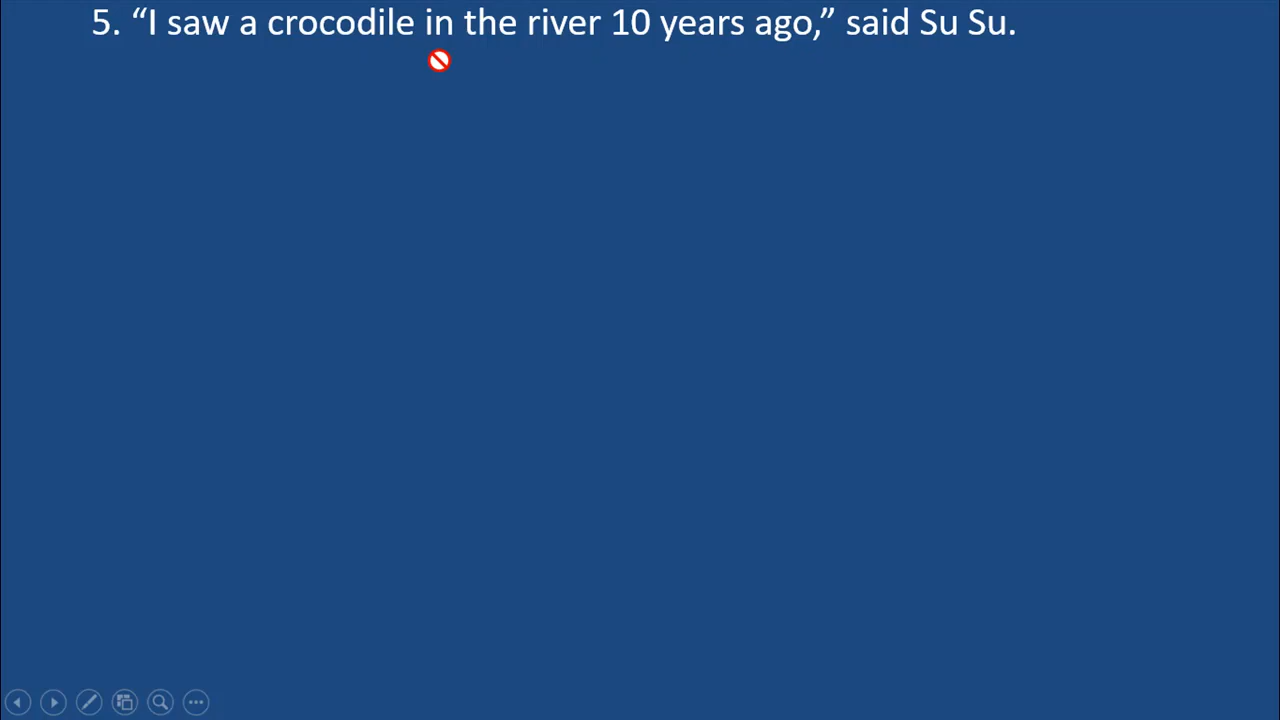 5. “I saw a crocodile in the river 10 years ago,” said Su Su.